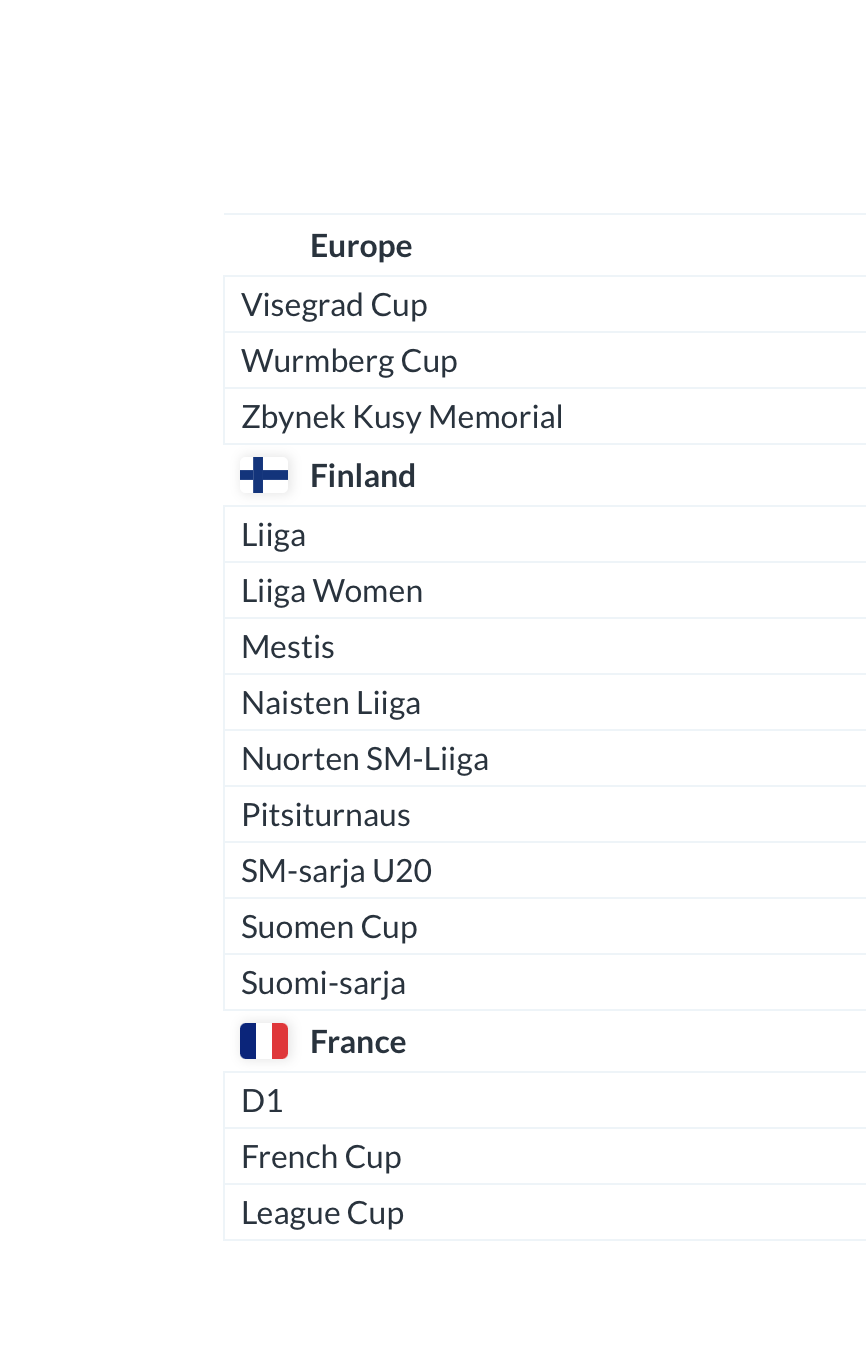 Europe
Visegrad Cup
Wurmberg Cup
Zbynek Kusy Memorial
Finland
Liiga
Liiga Women
Mestis
Naisten Liiga
Nuorten SM-Liiga
Pitsiturnaus
SM-sarja U20
Suomen Cup
Suomi-sarja
France
D1
French Cup
League Cup